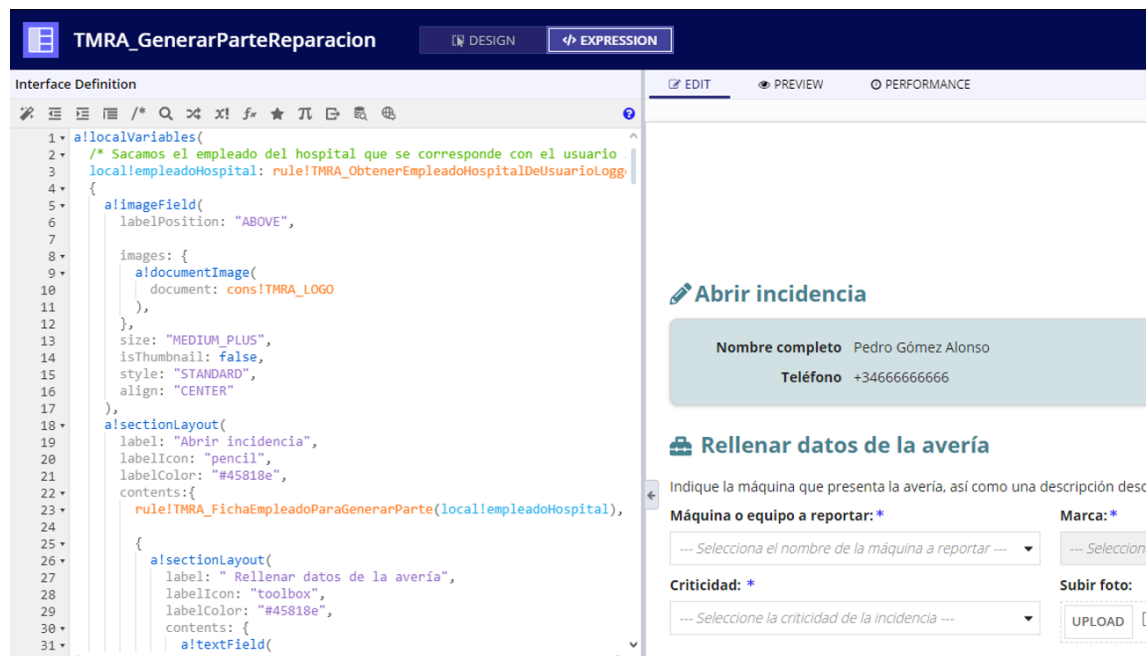 TMRA_GenerarParteReparacion
DESIGN
</> EXPRESSION
Interface Definition
EDIT
PREVIEW
PERFORMANCE
1 a!localVariables(
2 /* Sacamos el empleado del hospital que se corresponde con el usuario
3 local!empleadoHospital: rule!TMRA_ObtenerEmpleadoHospitalDeUsuarioLogg
4 {
5 a!imageField(
6 labelPosition: "ABOVE",
7
8 images: {
9 a!documentImage(
10 document: cons!TMRA_LOGO
11 ),
12 },
13 size: "MEDIUM_PLUS",
14 isThumbnail: false,
15 style: "STANDARD",
16 align: "CENTER"
17 ),
18 a!sectionLayout(
19 label: "Abrir incidencia",
20 labelIcon: "pencil",
21 labelColor: "#45818e",
22 contents:{
23 rule!TMRA_FichaEmpleadoParaGenerarParte(local!empleadoHospital),
24
25 {
26 a!sectionLayout(
27 label: " Rellenar datos de la avería",
28 labelIcon: "toolbox",
29 labelColor: "#45818e",
30 contents: {
31 a!textField(
Abrir incidencia
Nombre completo Pedro Gómez Alonso
Teléfono +34666666666
Rellenar datos de la avería
Indique la máquina que presenta la avería, así como una descripción desc
Máquina o equipo a reportar: * Marca: *
--- Selecciona el nombre de la máquina a reportar --- --- Seleccion
Criticidad: * Subir foto:
--- Seleccione la criticidad de la incidencia --- UPLOAD